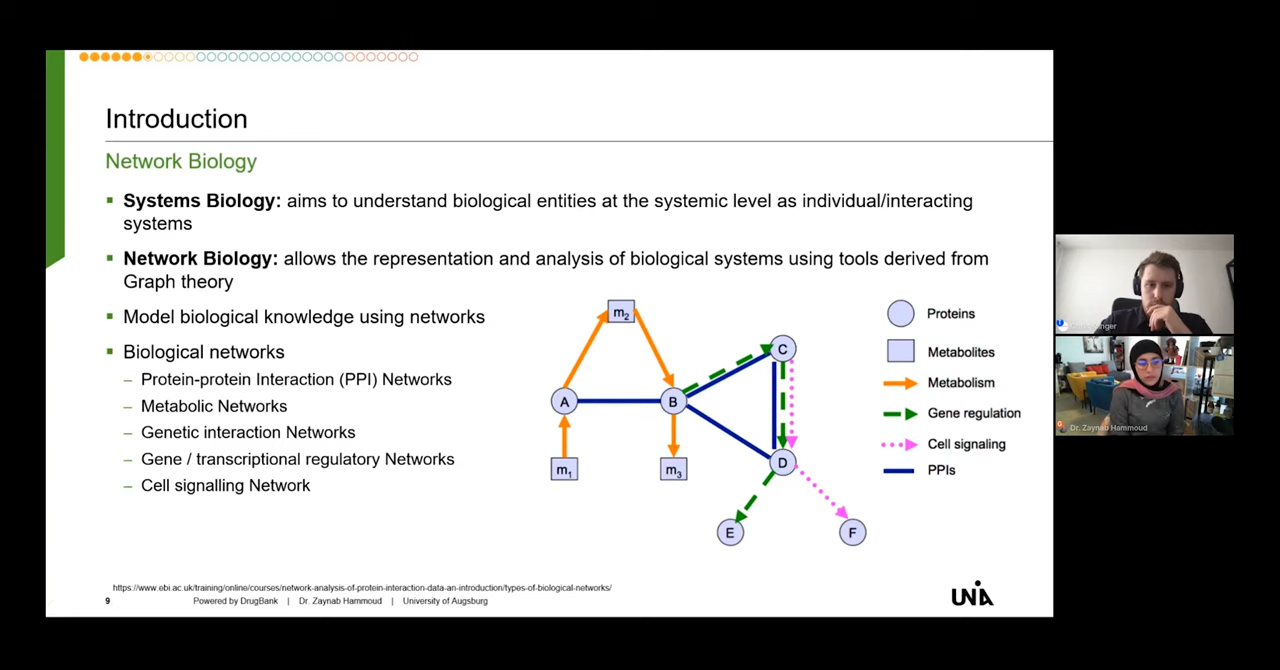 Introduction
Network Biology
Systems Biology: aims to understand biological entities at the systemic level as individual/interacting
systems
Network Biology: allows the representation and analysis of biological systems using tools derived from
Graph theory
Model biological knowledge using networks
Biological networks
– Protein-protein Interaction (PPI) Networks
– Metabolic Networks
– Genetic interaction Networks
– Gene / transcriptional regulatory Networks
– Cell signalling Network
m2
C
A
B
m1
m3
D
E
F
Proteins
Metabolites
Metabolism
Gene regulation
Cell signaling
PPIs
https://www.ebi.ac.uk/training/online/courses/network-analysis-of-protein-interaction-data-an-introduction/types-of-biological-networks/
9 Powered by DrugBank | Dr. Zaynab Hammoud | University of Augsburg
UNIA
Dr. Zaynab Hammoud